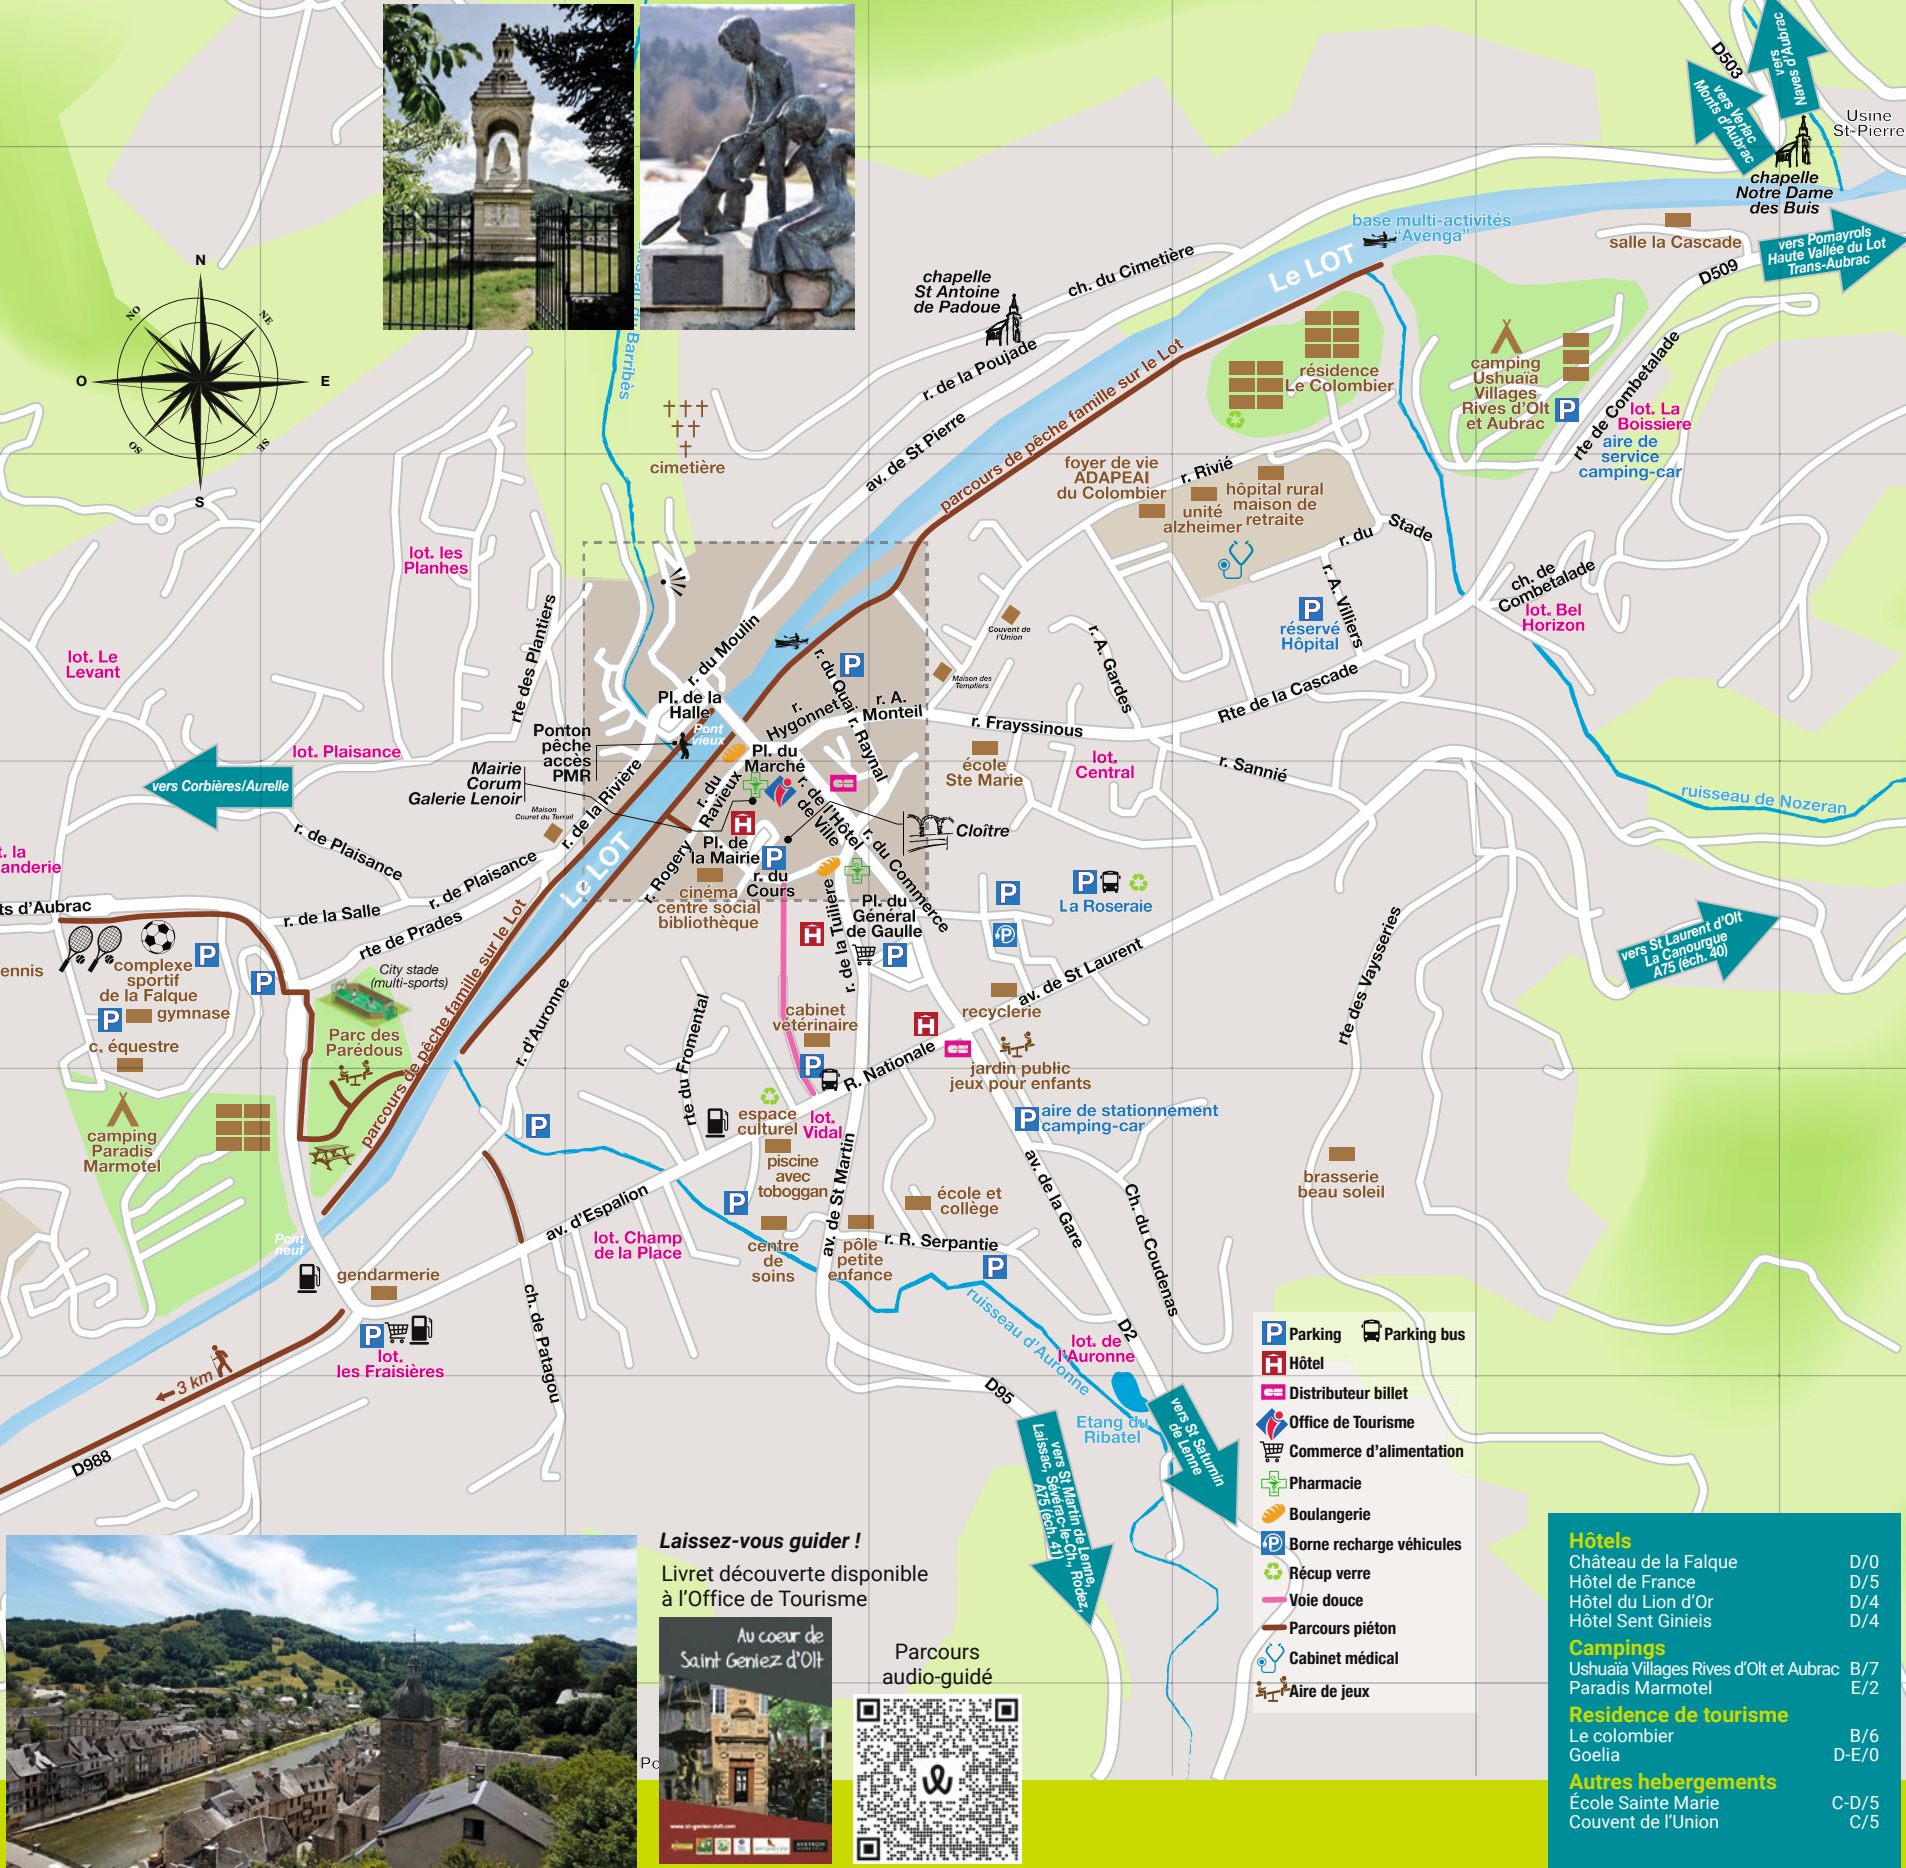 D503
vers
Naves d'Aubrac
vers Verlac
Monts d'Aubrac
Usine
St-Pierre
chapelle
Notre Dame
des Buis
base multi-activités
"Avenga"
salle la Cascade
vers Pomayrols
Haute Vallée du Lot
Trans-Aubrac
D509
Le LOT
ch. du Cimetière
chapelle
St Antoine
de Padoue
N
NO
NE
O
E
SO
SE
S
Barribès
r. de la Poujade
av. de St Pierre
parcours de pêche famille sur le Lot
résidence
Le Colombier
camping
Ushuaïa
Villages
Rives d'Olt
et Aubrac
P
rte de Combetalade
lot. La
Boissiere
aire de
service
camping-car
cimetière
foyer de vie
ADAPEAI
du Colombier
r. Rivié
unité
alzheimer
hôpital rural
maison de
retraite
r. du Stade
lot. les
Planhes
r. A. Villiers
P
réservé
Hôpital
ch. de
Combetalade
lot. Bel
Horizon
Couvent de
l'Union
Maison des
Templiers
r. A. Gardes
rte des Plantiers
r. du Moulin
P
r. du Quai
lot. Le
Levant
Pl. de la
Halle
Pont
vieux
r.
Hygonnet
r. A.
Monteil
r. Raynal
r. Frayssinous
Rte de la Cascade
Ponton
pêche
accès
PMR
Mairie
Corum
Galerie Lenoir
lot. Plaisance
vers Corbières/Aurelle
Pl. du
Marché
r. du
Ravieux
école
Ste Marie
lot.
Central
r. Sannié
ruisseau de Nozeran
Maison
Couret du Terrail
r. de la Rivière
r. de l'Hôtel
de Ville
Cloître
H
Pl. de
la Mairie
P
r. du
Cours
r. du Commerce
Le LOT
r. Rogery
cinéma
centre social
bibliothèque
r. de Plaisance
r. de Plaisance
t. la
anderie
ts d'Aubrac
r. de la Salle
rte de Prades
ennis
complexe
sportif
de la Falque
P
P
P
gymnase
c. équestre
City stade
(multi-sports)
Parc des
Parédous
parcours de pêche famille sur le Lot
r. d'Auronne
H
r. de la Tuilière
Pl. du
Général
de Gaulle
P
P
P
P
La Roseraie
av. de St Laurent
recyclerie
rte des Vayseries
vers St Laurent d'Olt
La Canourgue
A75 (éch. 40)
cabinet
vétérinaire
P
H
R. Nationale
jardin public
jeux pour enfants
P
aire de stationnement
camping-car
rte du Fromental
espace
culturel
lot.
Vidal
P
camping
Paradis
Marmotel
piscine
avec
toboggan
P
av. de St Martin
école et
collège
brasserie
beau soleil
av. de la Gare
Ch. du Coudenas
av. d'Espalion
lot. Champ
de la Place
centre
de
soins
pôle
petite
enfance
r. R. Serpantie
P
Pont
neuf
gendarmerie
P
lot.
les Fraisières
ch. de Patagou
3 km
D988
ruisseau d'Auronne
lot. de
l'Auronne
D2
D95
Etang du
Ribatel
vers St Saturnin
de Lenne
vers St Martin de Lenne,
Laissac, Sévérac-le-Ch., Rodez,
A75 (éch. 41)
P Parking
Parking bus
H Hôtel
Distributeur billet
Office de Tourisme
Commerce d'alimentation
Pharmacie
Boulangerie
P Borne recharge véhicules
Récup verre
Voie douce
Parcours piéton
Cabinet médical
Aire de jeux
Laissez-vous guider !
Livret découverte disponible
à l'Office de Tourisme
Au coeur de
Saint Geniez d'Olt
www.st-geniez-dolt.com
AVEYRON
Parcours
audio-guidé
Po
Hôtels
Château de la Falque D/0
Hôtel de France D/5
Hôtel du Lion d'Or D/4
Hôtel Sent Ginieis D/4
Campings
Ushuaïa Villages Rives d'Olt et Aubrac B/7
Paradis Marmotel E/2
Residence de tourisme
Le colombier B/6
Goelia D-E/0
Autres hebergements
École Sainte Marie C-D/5
Couvent de l'Union C/5